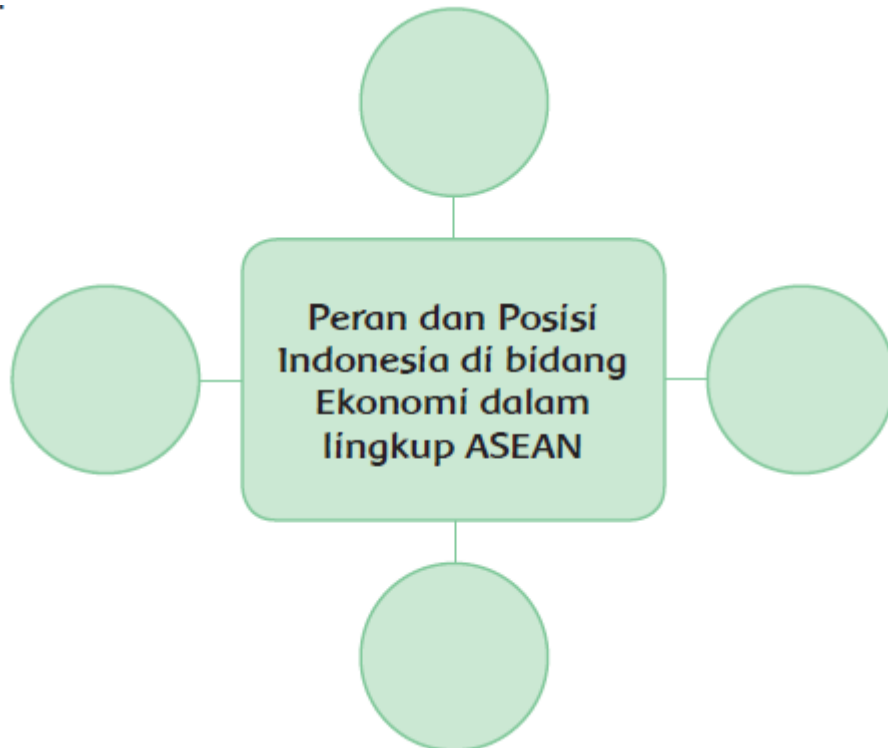 Peran dan Posisi
Indonesia di bidang
Ekonomi dalam
lingkup ASEAN